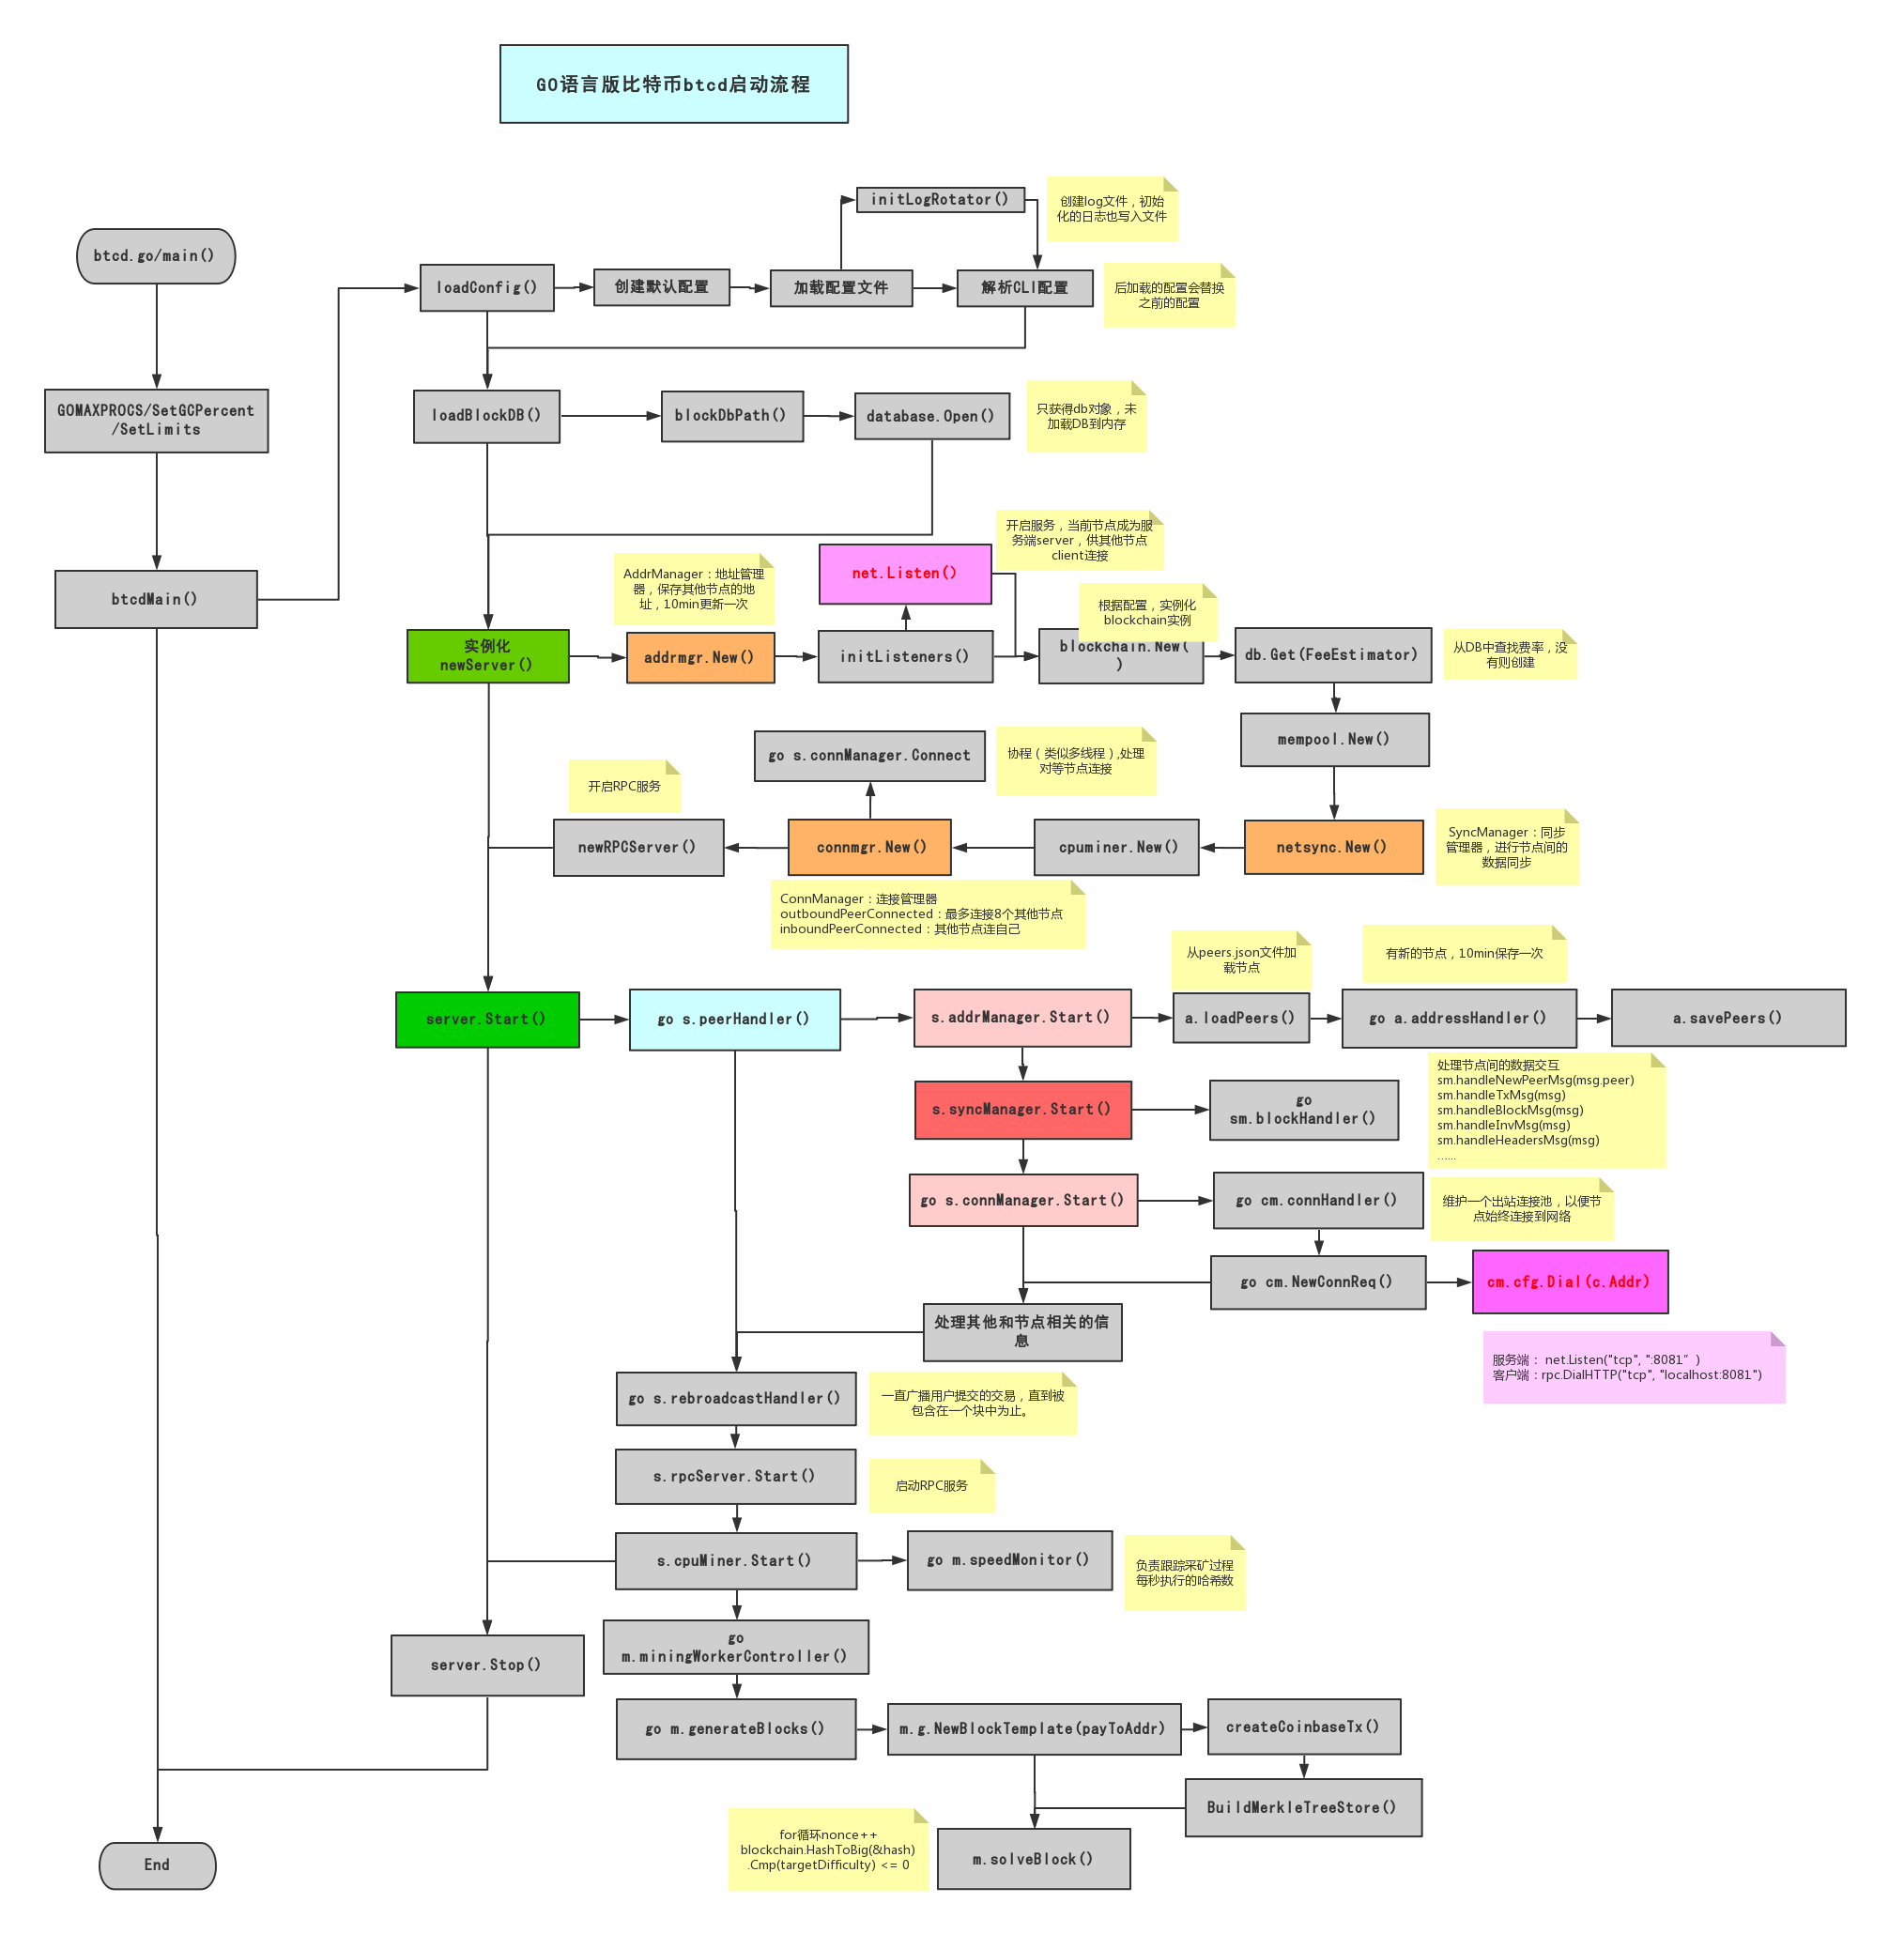 GO语言版比特币btcd启动流程
initLogRotator()
创建log文件，初始
化的日志也写入文件
btcd.go/main()
loadConfig()
创建默认配置
加载配置文件
解析CLI配置
后加载的配置会替换
之前的配置
GOMAXPROCS/SetGCPercent
/SetLimits
loadBlockDB()
blockDbPath()
database.Open()
只获得db对象，未
加载DB到内存
btcdMain()
AddrManager：地址管理
器，保存其他节点的地
址，10min更新一次
net.Listen()
开启服务，当前节点成为服
务端server，供其他节点
client连接
根据配置，实例化
blockchain实例
实例化
newServer()
addrmgr.New()
initListeners()
blockchain.New(
)
db.Get(FeeEstimator)
从DB中查找费率，没
有则创建
mempool.New()
go s.connManager.Connect
协程（类似多线程）,处理
对等节点连接
开启RPC服务
newRPCServer()
connmgr.New()
cpuminer.New()
netsync.New()
SyncManager：同步
管理器，进行节点间的
数据同步
ConnManager：连接管理器
outboundPeerConnected：最多连接8个其他节点
inboundPeerConnected：其他节点连自己
从peers.json文件加
载节点
有新的节点，10min保存一次
server.Start()
go s.peerHandler()
s.addrManager.Start()
a.loadPeers()
go a.addressHandler()
a.savePeers()
s.syncManager.Start()
go
sm.blockHandler()
处理节点间的数据交互
sm.handleNewPeerMsg(msg.peer)
sm.handleTxMsg(msg)
sm.handleBlockMsg(msg)
sm.handleInvMsg(msg)
sm.handleHeadersMsg(msg)
…...
go s.connManager.Start()
go cm.connHandler()
维护一个出站连接池，以便节
点始终连接到网络
go cm.NewConnReq()
cm.cfg.Dial(c.Addr)
处理其他和节点相关的信
息
服务端： net.Listen("tcp", ":8081”）
客户端：rpc.DialHTTP("tcp", "localhost:8081")
go s.rebroadcastHandler()
一直广播用户提交的交易，直到被
包含在一个块中为止。
s.rpcServer.Start()
启动RPC服务
s.cpuMiner.Start()
go m.speedMonitor()
负责跟踪采矿过程
每秒执行的哈希数
go
m.miningWorkerController()
server.Stop()
go m.generateBlocks()
m.g.NewBlockTemplate(payToAddr)
createCoinbaseTx()
BuildMerkleTreeStore()
for循环nonce++
blockchain.HashToBig(&hash)
.Cmp(targetDifficulty) <= 0
m.solveBlock()
End